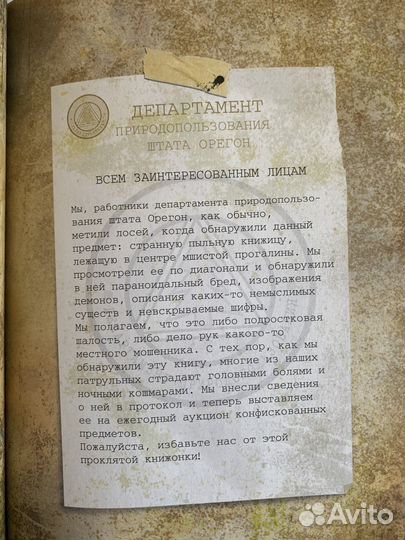 ДЕПАРТАМЕНТ
ПРИРОДОПОЛЬЗОВАНИЯ
ШТАТА ОРЕГОН
ВСЕМ ЗАИНТЕРЕСОВАННЫМ ЛИЦАМ
Мы, работники департамента природопользо-
вания штата Орегон, как обычно,
метили лосей, когда обнаружили данный
предмет: странную пыльную книжицу,
лежащую в центре мшистой прогалины. Мы
просмотрели ее по диагонали и обнаружили
в ней параноидальный бред, изображения
демонов, описания каких-то немыслимых
существ и невскрываемые шифры.
Мы полагаем, что это либо подростковая
шалость, либо дело рук какого-то
местного мошенника. С тех пор, как мы
обнаружили эту книгу, многие из наших
патрульных страдают головными болями и
ночными кошмарами. Мы внесли сведения
о ней в протокол и теперь выставляем
ее на ежегодный аукцион конфискованных
предметов.
Пожалуйста, избавьте нас от этой
проклятой книжонки!
Avito